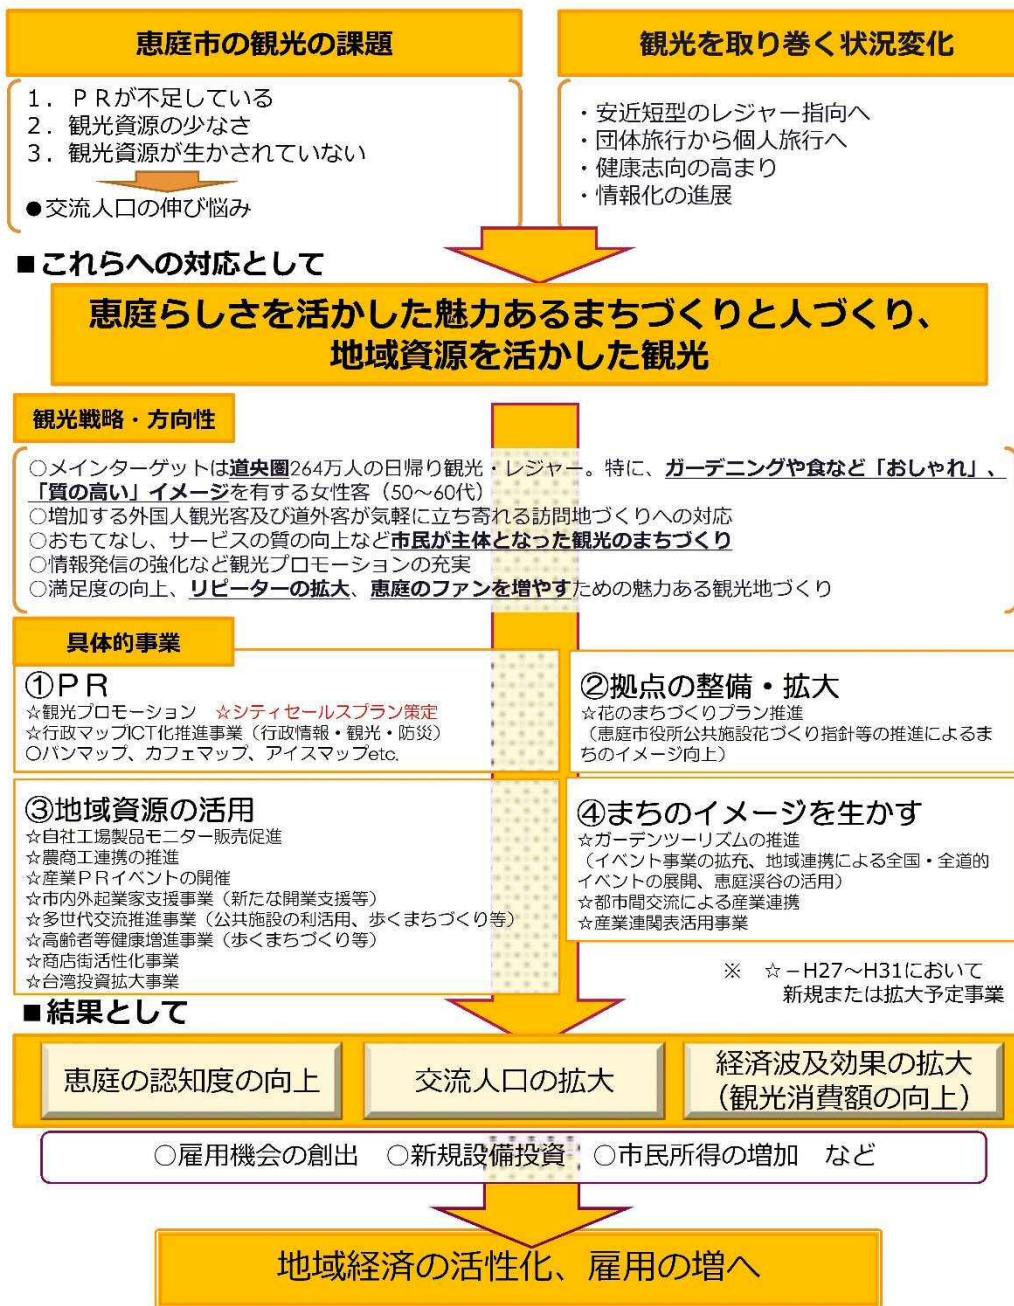 恵庭市の観光の課題
1．ＰＲが不足している
2．観光資源の少なさ
3．観光資源が生かされていない
●交流人口の伸び悩み
観光を取り巻く状況変化
・安近短型のレジャー指向へ
・団体旅行から個人旅行へ
・健康志向の高まり
・情報化の進展
■これらへの対応として
恵庭らしさを活かした魅力あるまちづくりと人づくり、
地域資源を活かした観光
観光戦略・方向性
○メインターゲットは道央圏264万人の日帰り観光・レジャー。特に、ガーデニングや食など「おしゃれ」、
「質の高い」イメージを有する女性客（50～60代）
○増加する外国人観光客及び道外客が気軽に立ち寄れる訪問地づくりへの対応
○おもてなし、サービスの質の向上など市民が主体となった観光のまちづくり
○情報発信の強化など観光プロモーションの充実
○満足度の向上、リピーターの拡大、恵庭のファンを増やすための魅力ある観光地づくり
具体的事業
①ＰＲ
☆観光プロモーション　☆シティセールスプラン策定
☆行政マップICT化推進事業（行政情報・観光・防災）
○パンマップ、カフェマップ、アイスマップetc.
②拠点の整備・拡大
☆花のまちづくりプラン推進
（恵庭市役所公共施設花づくり指針等の推進によるま
ちのイメージ向上）
③地域資源の活用
☆自社工場製品モニター販売促進
☆農商工連携の推進
☆産業ＰＲイベントの開催
☆市内外起業家支援事業（新たな開業支援等）
☆多世代交流推進事業（公共施設の利活用、歩くまちづくり等）
☆高齢者等健康増進事業（歩くまちづくり等）
☆商店街活性化事業
☆台湾投資拡大事業
④まちのイメージを生かす
☆ガーデンツーリズムの推進
（イベント事業の拡充、地域連携による全国・全道的
イベントの展開、恵庭渓谷の活用）
☆都市間交流による産業連携
☆産業連関表活用事業
※　☆－H27～H31において
新規または拡大予定事業
■結果として
恵庭の認知度の向上
交流人口の拡大
経済波及効果の拡大
（観光消費額の向上）
○雇用機会の創出　○新規設備投資　○市民所得の増加　など
地域経済の活性化、雇用の増へ